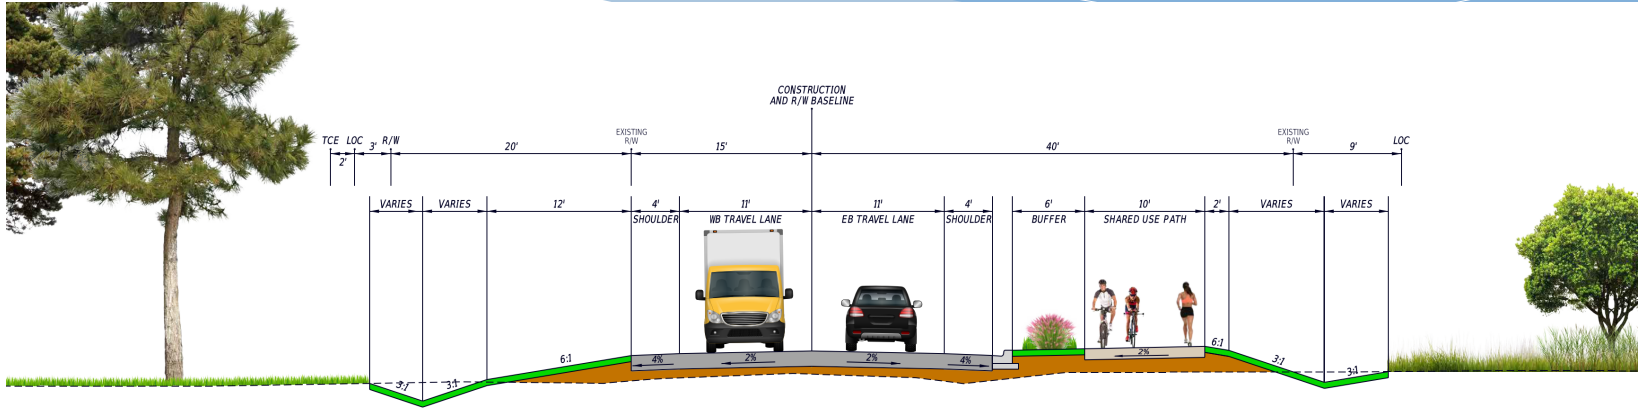 CONSTRUCTION
AND R/W BASELINE
EXISTING
R/W
EXISTING
R/W
TCE LOC 3' R/W 20' 15' 40' 9' LOC
2'
VARIES VARIES 12' 4' 11' 11' 4' 6' 10' 2' VARIES VARIES
SHOULDER WB TRAVEL LANE EB TRAVEL LANE SHOULDER BUFFER SHARED USE PATH
6:1 4% 2% 2% 4% 2% 6:1 3:1
3:1 3:1 3:1